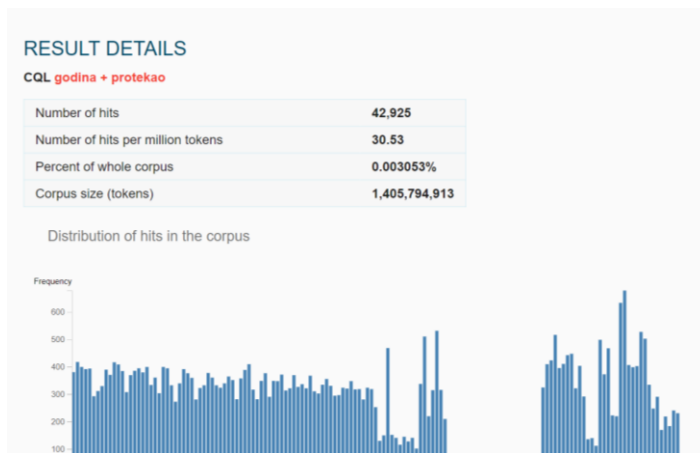 RESULT DETAILS
CQL godina + protekao
Number of hits 42,925
Number of hits per million tokens 30.53
Percent of whole corpus 0.003053%
Corpus size (tokens) 1,405,794,913
Distribution of hits in the corpus
Frequency
600
500
400
300
200
100